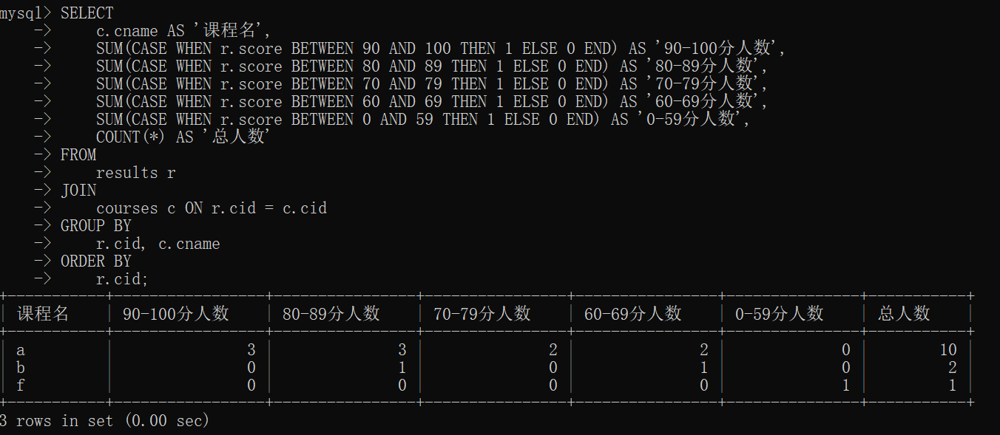 mysql> SELECT
    ->     c.cname AS '课程名',
    ->     SUM(CASE WHEN r.score BETWEEN 90 AND 100 THEN 1 ELSE 0 END) AS '90-100分人数',
    ->     SUM(CASE WHEN r.score BETWEEN 80 AND 89 THEN 1 ELSE 0 END) AS '80-89分人数',
    ->     SUM(CASE WHEN r.score BETWEEN 70 AND 79 THEN 1 ELSE 0 END) AS '70-79分人数',
    ->     SUM(CASE WHEN r.score BETWEEN 60 AND 69 THEN 1 ELSE 0 END) AS '60-69分人数',
    ->     SUM(CASE WHEN r.score BETWEEN 0 AND 59 THEN 1 ELSE 0 END) AS '0-59分人数',
    ->     COUNT(*) AS '总人数'
    -> FROM
    ->     results r
    -> JOIN
    ->     courses c ON r.cid = c.cid
    -> GROUP BY
    ->     r.cid, c.cname
    -> ORDER BY
    ->     r.cid;
| 课程名 | 90-100分人数 | 80-89分人数 | 70-79分人数 | 60-69分人数 | 0-59分人数 | 总人数 |
| a | 3 | 3 | 2 | 2 | 0 | 10 |
| b | 0 | 1 | 0 | 1 | 0 | 2 |
| f | 0 | 0 | 0 | 0 | 1 | 1 |
3 rows in set (0.00 sec)